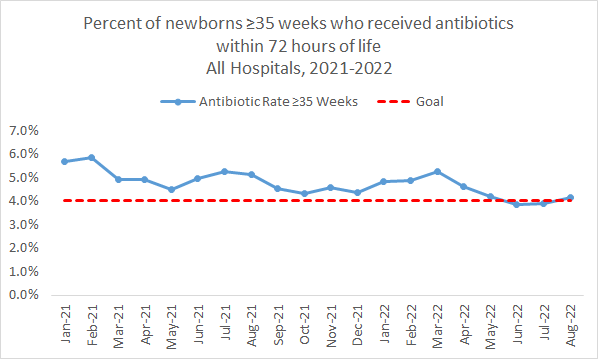 Percent of newborns ≥35 weeks who received antibiotics
within 72 hours of life
All Hospitals, 2021-2022
Antibiotic Rate ≥35 Weeks Goal
7.0%
6.0%
5.0%
4.0%
3.0%
2.0%
1.0%
0.0%
Jan-21
Feb-21
Mar-21
Apr-21
May-21
Jun-21
Jul-21
Aug-21
Sep-21
Oct-21
Nov-21
Dec-21
Jan-22
Feb-22
Mar-22
Apr-22
May-22
Jun-22
Jul-22
Aug-22